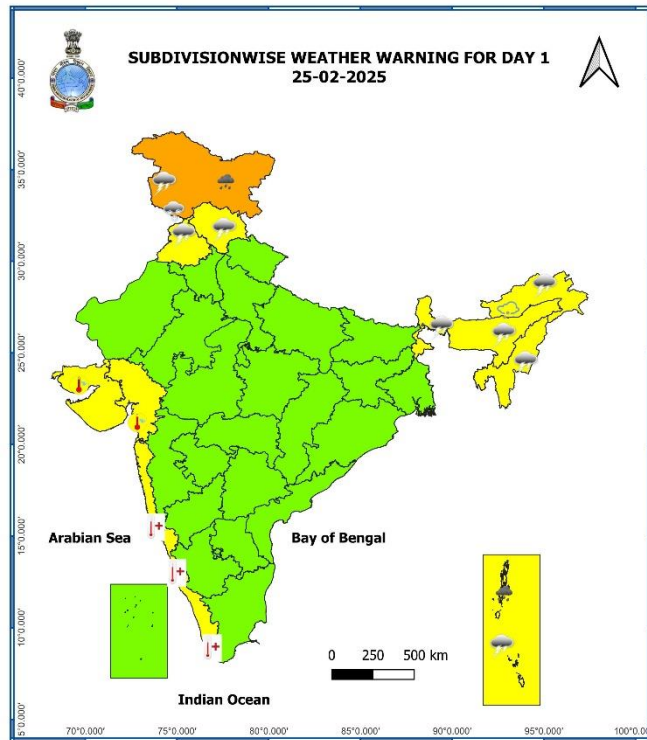 SUBDIVISIONWISE WEATHER WARNING FOR DAY 1
25-02-2025
40°0.000'
35°0.000'
30°0.000'
25°0.000'
20°0.000'
15°0.000'
10°0.000'
5°0.000'
Arabian Sea
Bay of Bengal
0 250 500 km
Indian Ocean
70°0.000' 75°0.000' 80°0.000' 85°0.000' 90°0.000' 95°0.000' 100°0.0